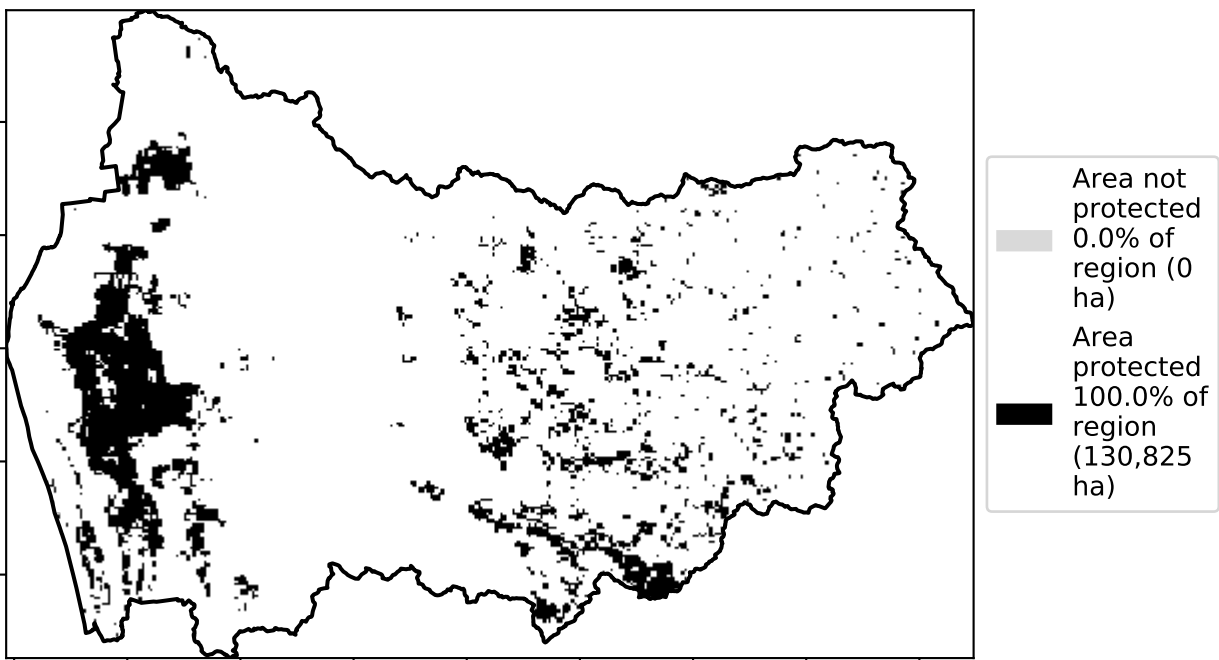 Area not
protected
0.0% of
region (0
ha)
Area
protected
100.0% of
region
(130,825
ha)